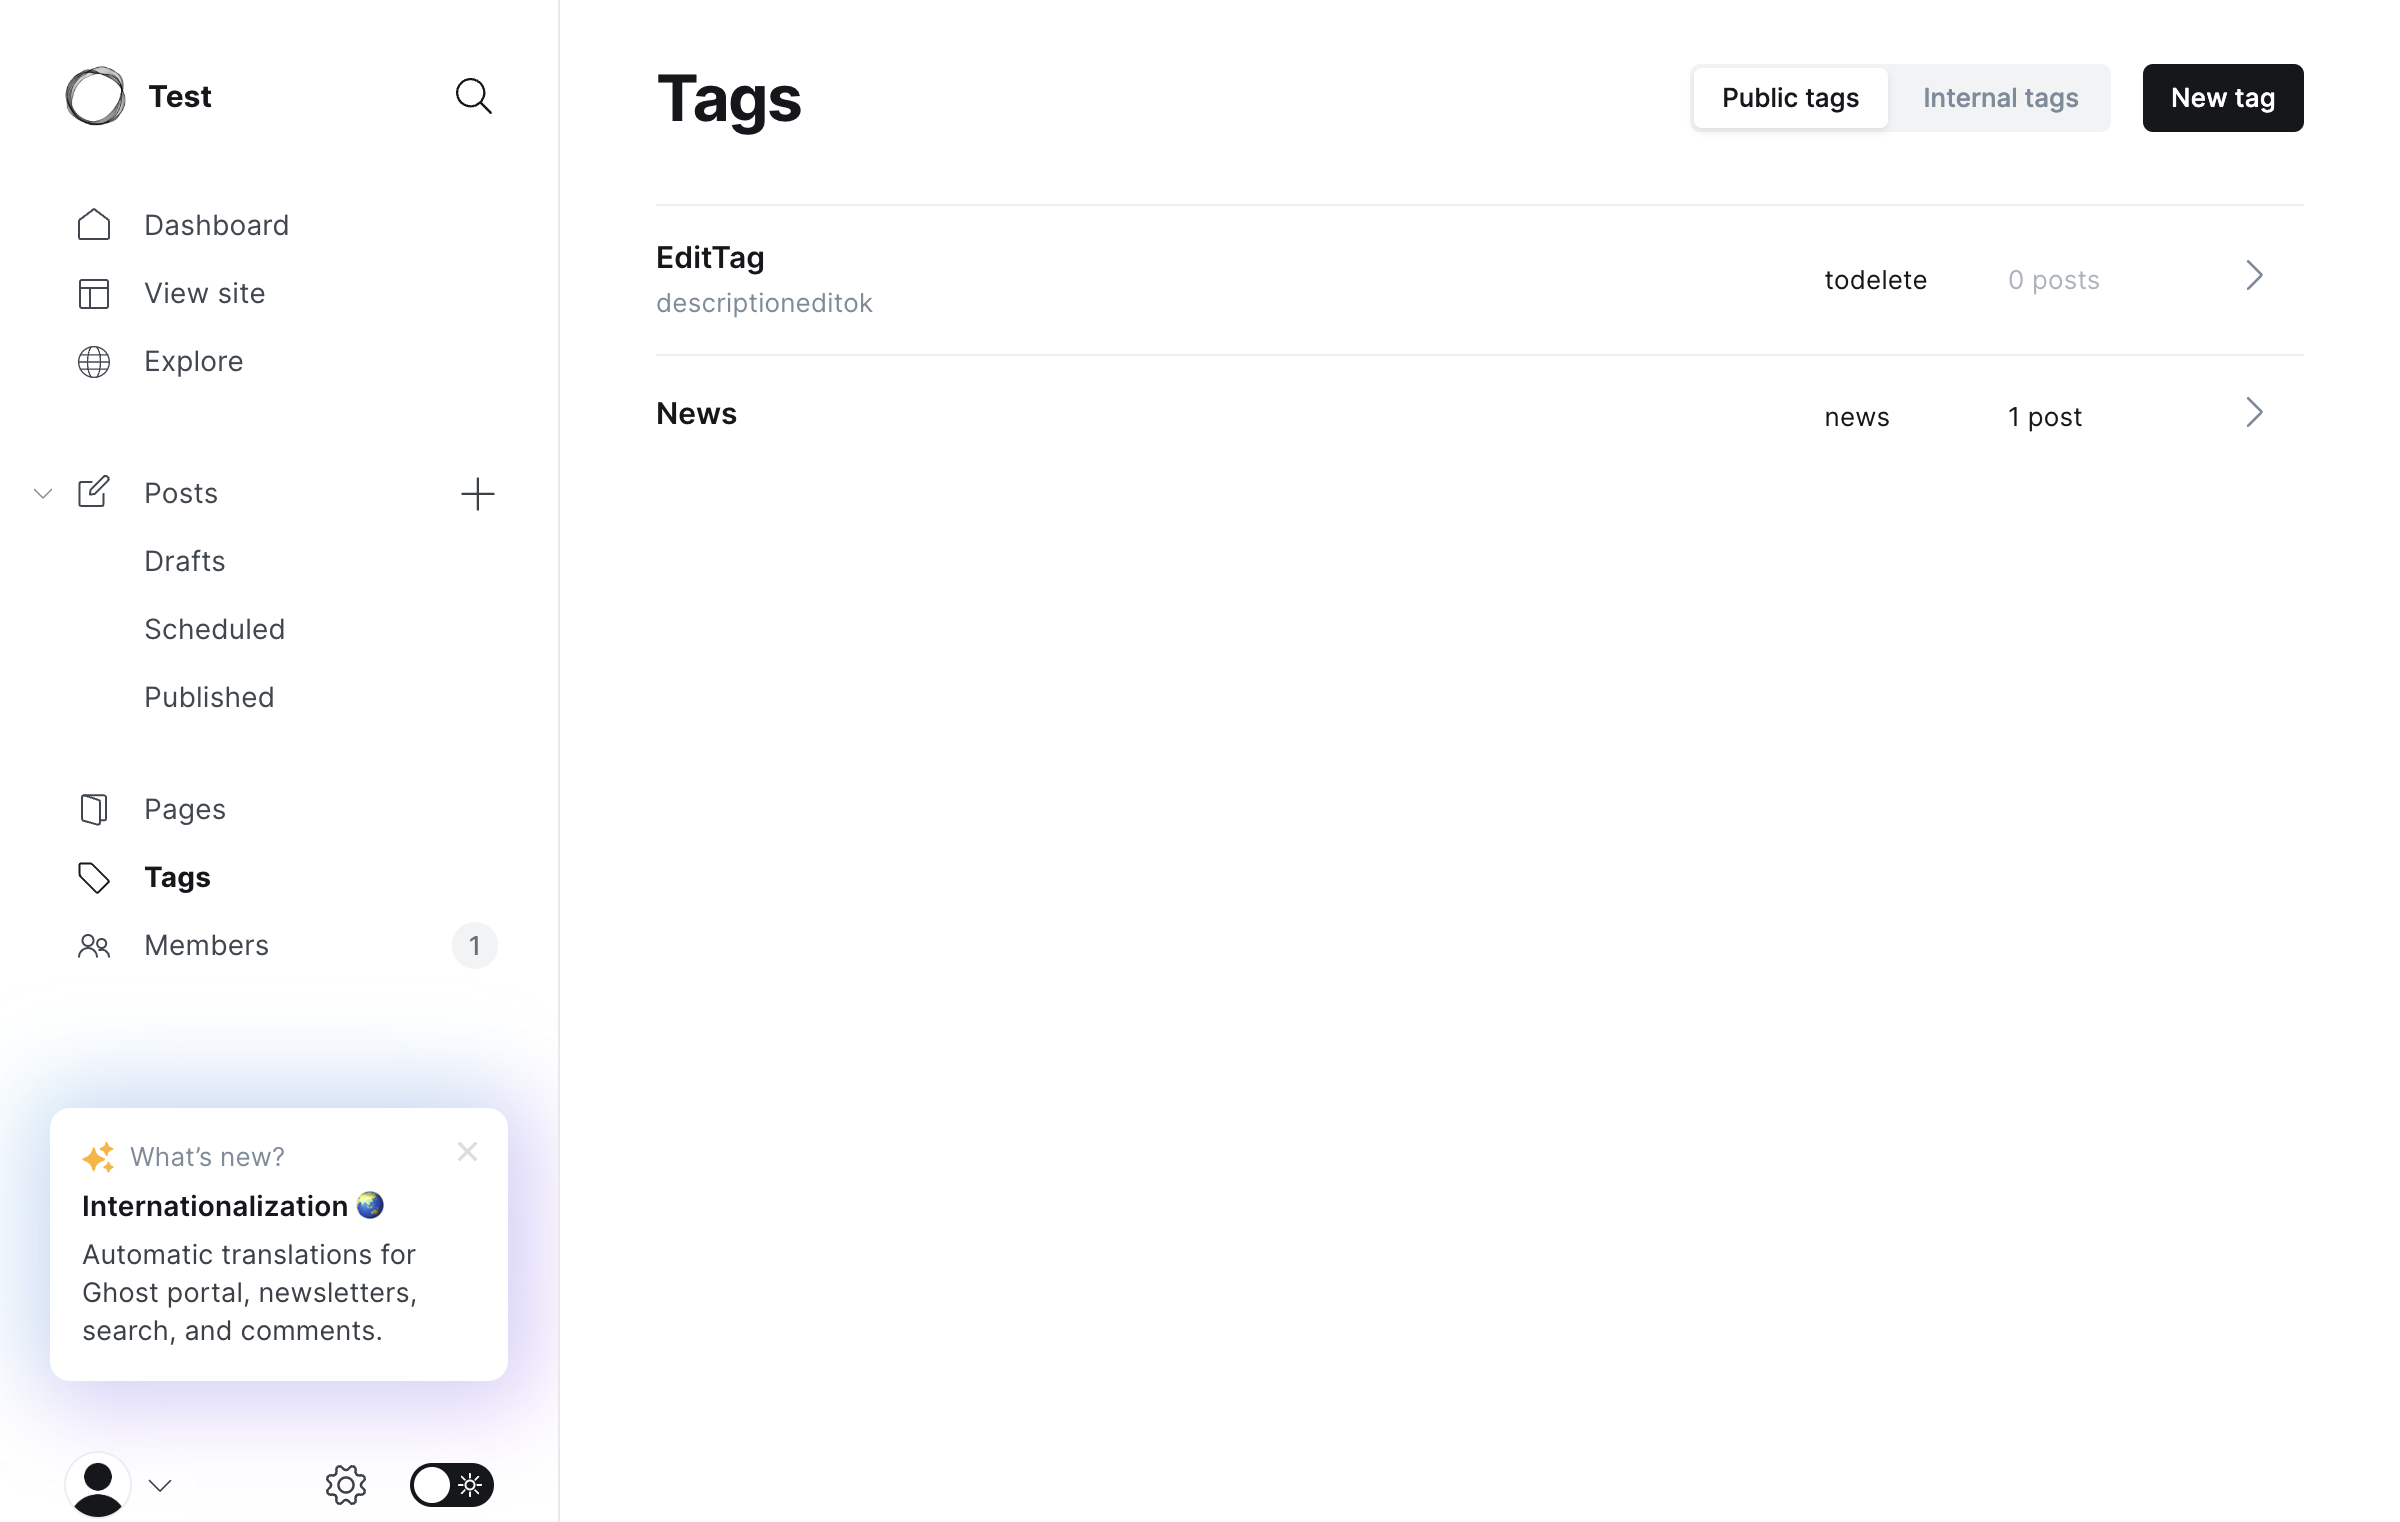 Test
Dashboard
View site
Explore
Posts
Drafts
Scheduled
Published
Pages
Tags
Members 1
What’s new?
Internationalization
Automatic translations for
Ghost portal, newsletters,
search, and comments.
Tags
Public tags Internal tags New tag
EditTag
descriptioneditok
todelete 0 posts
News news 1 post